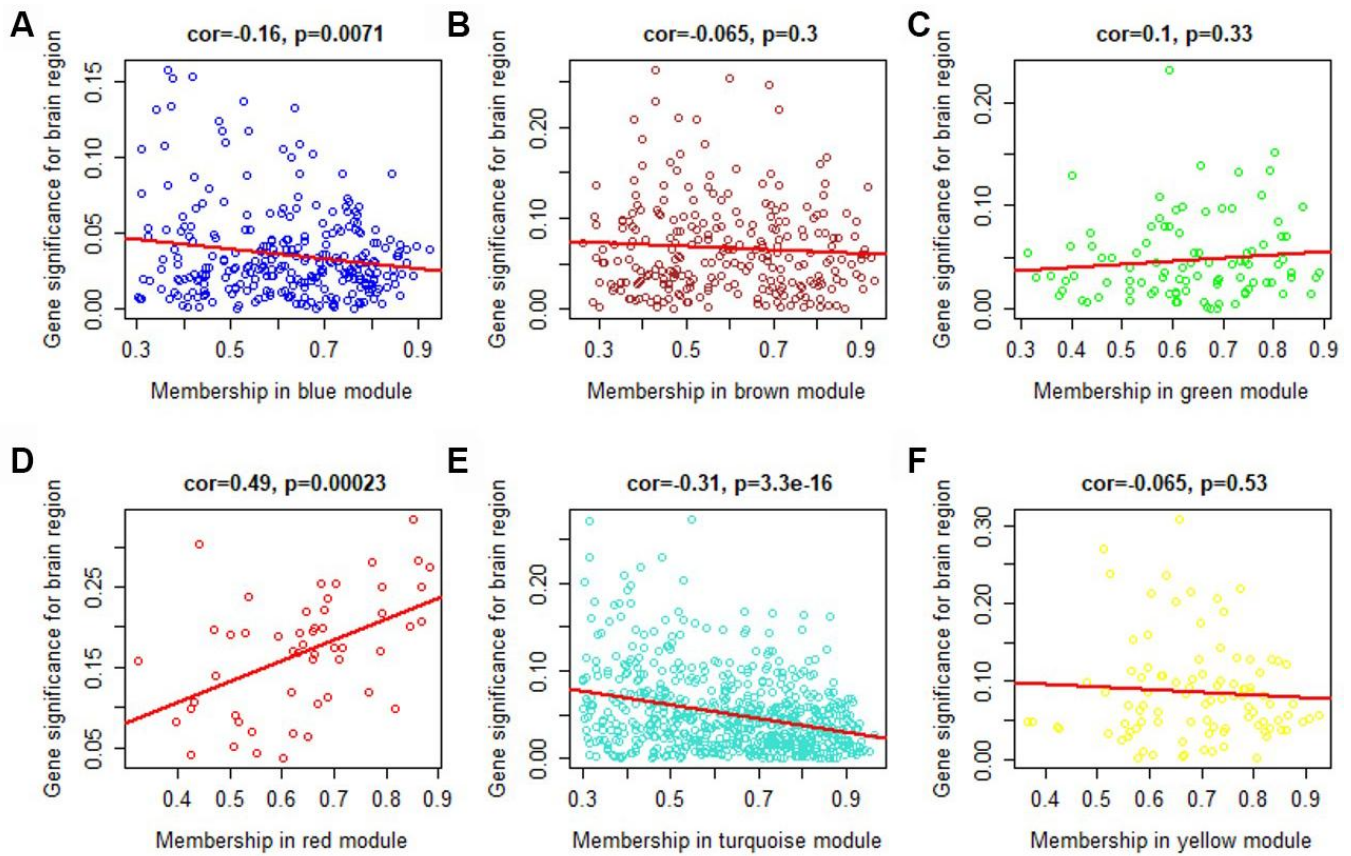 A
cor=-0.16, p=0.0071
Gene significance for brain region
0.15
0.10
0.05
0.00
0.3 0.5 0.7 0.9
Membership in blue module
B
cor=-0.065, p=0.3
Gene significance for brain region
0.20
0.10
0.00
0.3 0.5 0.7 0.9
Membership in brown module
C
cor=0.1, p=0.33
Gene significance for brain region
0.20
0.10
0.00
0.3 0.4 0.5 0.6 0.7 0.8 0.9
Membership in green module
D
cor=0.49, p=0.00023
Gene significance for brain region
0.25
0.15
0.05
0.4 0.5 0.6 0.7 0.8 0.9
Membership in red module
E
cor=-0.31, p=3.3e-16
Gene significance for brain region
0.20
0.10
0.00
0.3 0.5 0.7 0.9
Membership in turquoise module
F
cor=-0.065, p=0.53
Gene significance for brain region
0.30
0.20
0.10
0.00
0.4 0.5 0.6 0.7 0.8 0.9
Membership in yellow module